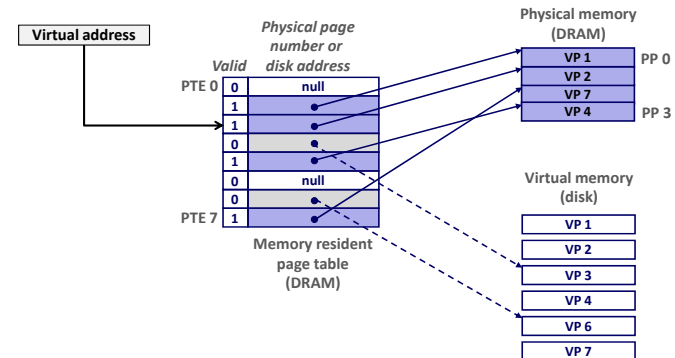 Virtual address
Physical page
number or
disk address
Valid
PTE 0
0
null
1
1
0
1
0
null
0
PTE 7
1
Memory resident
page table
(DRAM)
Physical memory
(DRAM)
VP 1
PP 0
VP 2
VP 7
VP 4
PP 3
Virtual memory
(disk)
VP 1
VP 2
VP 3
VP 4
VP 6
VP 7